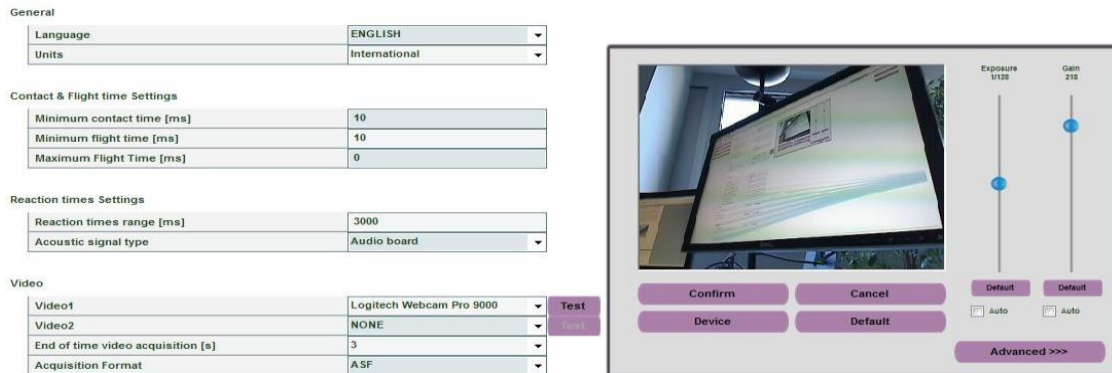 General
Language ENGLISH
Units International
Contact & Flight time Settings
Minimum contact time [ms] 10
Minimum flight time [ms] 10
Maximum Flight Time [ms] 0
Reaction times Settings
Reaction times range [ms] 3000
Acoustic signal type Audio board
Video
Video1 Logitech Webcam Pro 9000 Test
Video2 NONE Test
End of time video acquisition [s] 3
Acquisition Format ASF
Exposure Gain
1/128 218
Default Default
Auto Auto
Confirm Cancel
Device Default
Advanced >>>
DELL